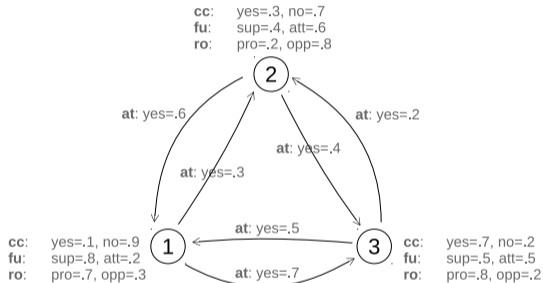 cc: yes=.3, no=.7
fu: sup=.4, att=.6
ro: pro=.2, opp=.8
2
at: yes=.6
at: yes=.2
at: yes=.4
at: yes=.3
at: yes=.5
cc: yes=.1, no=.9
fu: sup=.8, att=.2
ro: pro=.7, opp=.3
1
3
cc: yes=.7, no=.2
fu: sup=.5, att=.5
ro: pro=.8, opp=.2
at: yes=.7